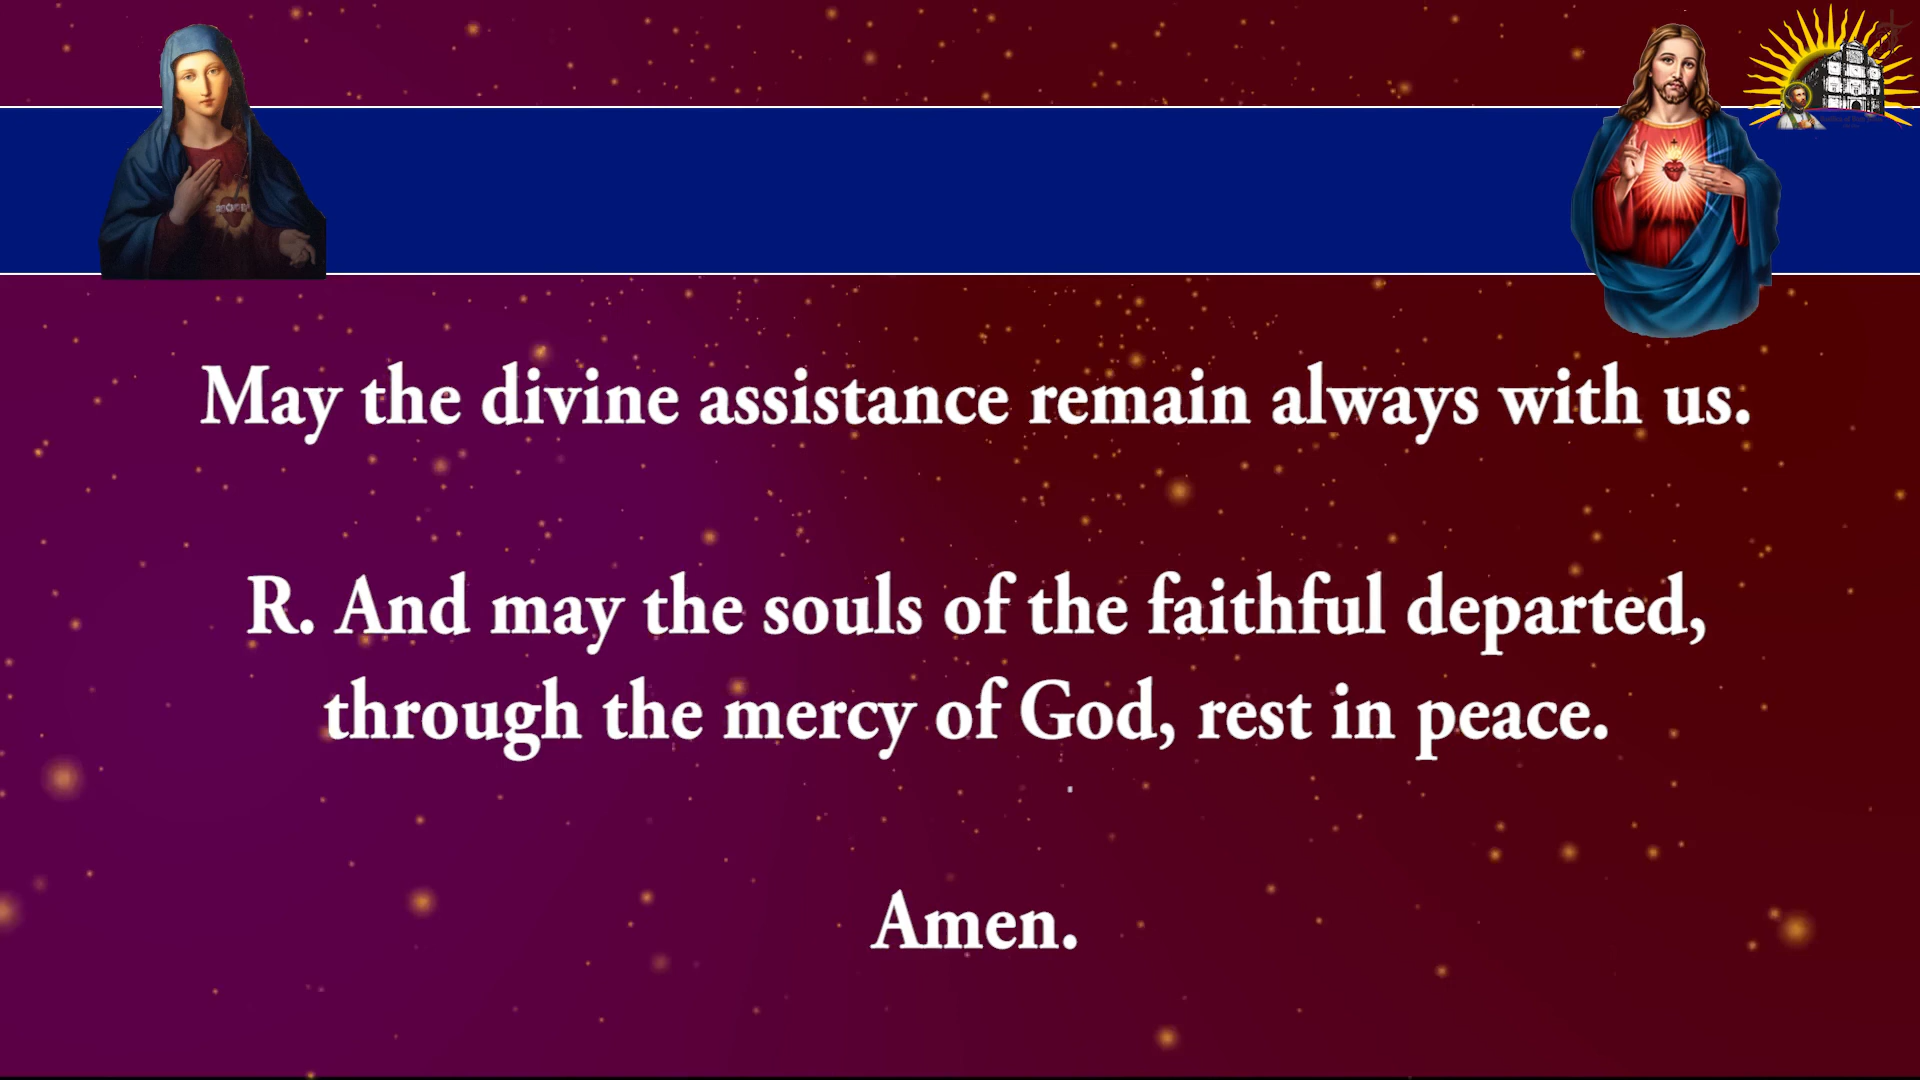 May the divine assistance remain always with us.
R. And may the souls of the faithful departed,
through the mercy of God, rest in peace.
Amen.